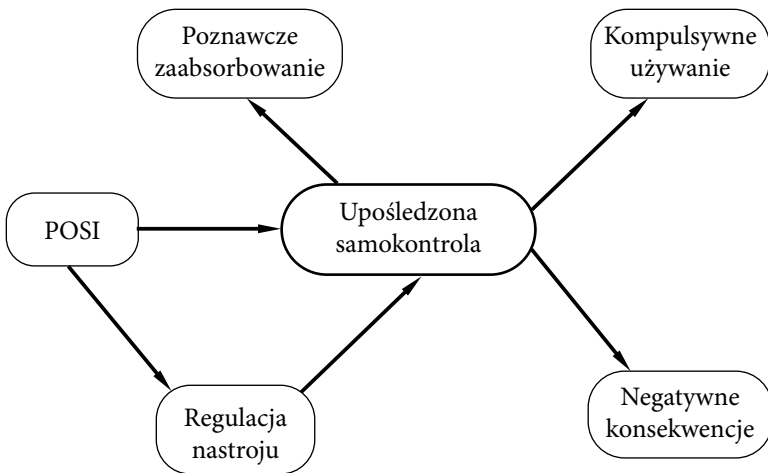 Poznawcze
zaabsorbowanie
Kompulsywne
używanie
POSI
Upośledzona
samokontrola
Regulacja
nastroju
Negatywne
konsekwencje